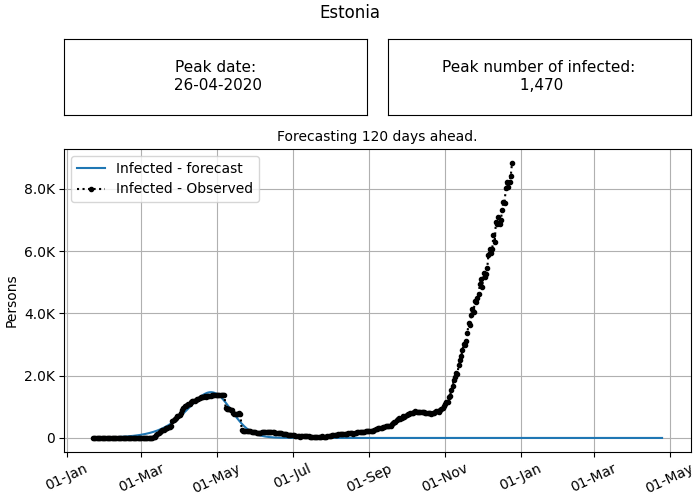 Estonia
Peak date:
26-04-2020
Peak number of infected:
1,470
Forecasting 120 days ahead.
Infected - forecast
Infected - Observed
8.0K
6.0K
4.0K
2.0K
0
Persons
01-Jan
01-Mar
01-May
01-Jul
01-Sep
01-Nov
01-Jan
01-Mar
01-May